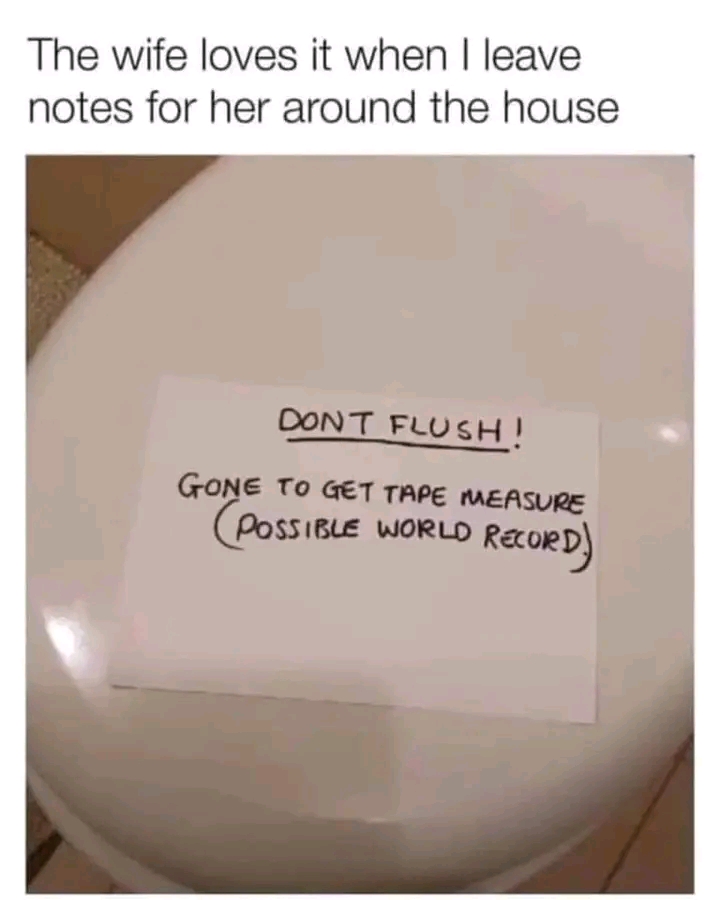 The wife loves it when I leave
notes for her around the house
DONT FLUSH!
GONE TO GET TAPE MEASURE
(POSSIBLE WORLD RECORD)